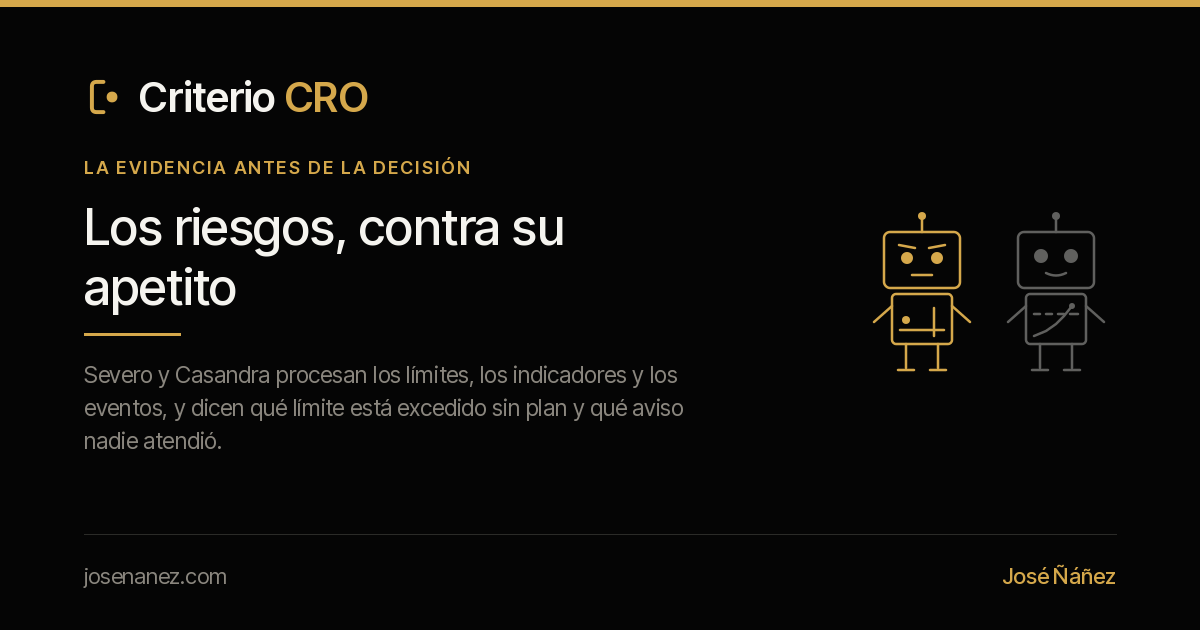 Criterio CRO
LA EVIDENCIA ANTES DE LA DECISIÓN
Los riesgos, contra su
apetito
Severo y Casandra procesan los límites, los indicadores y los
eventos, y dicen qué límite está excedido sin plan y qué aviso
nadie atendió.
josenanez.com
José Ñáñez